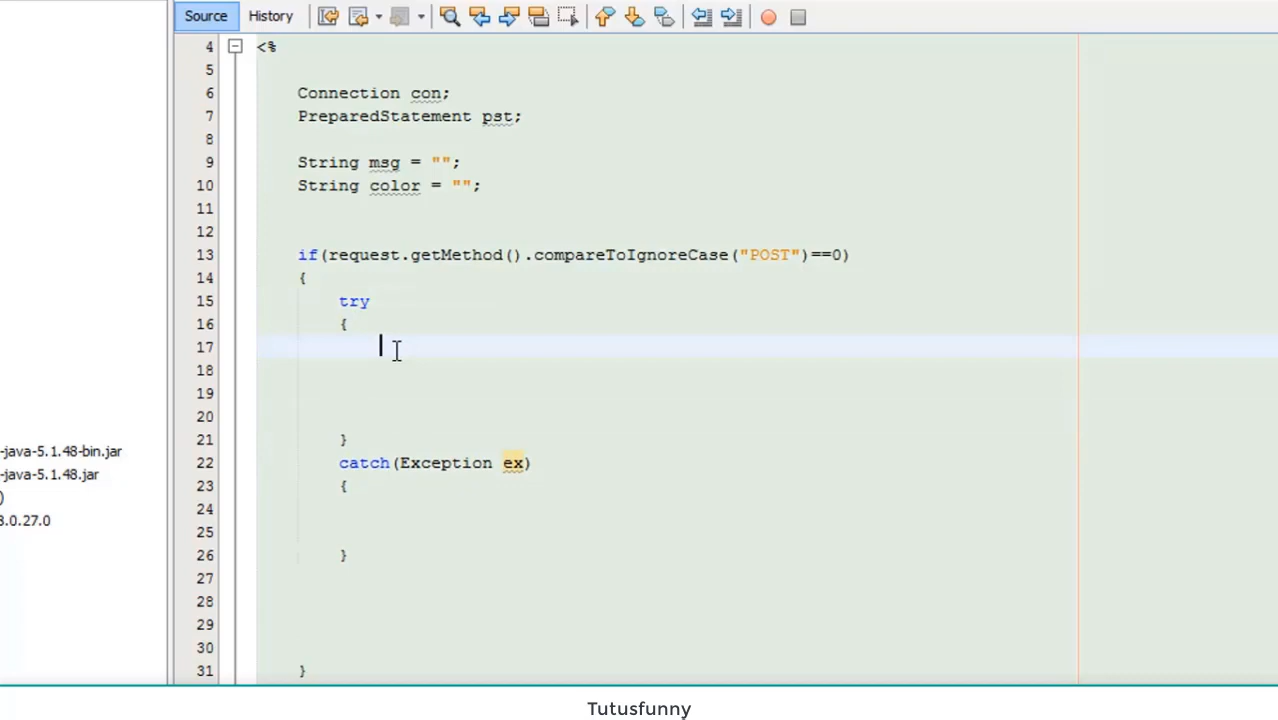 Source History
4 <%
5
6 Connection con;
7 PreparedStatement pst;
8
9 String msg = "";
10 String color = "";
11
12
13 if(request.getMethod().compareToIgnoreCase("POST")==0)
14 {
15 try
16 {
17
18
19
20
21 }
22 catch(Exception ex)
23 {
24
25
26 }
27
28
29
30
31 }
-java-5.1.48-bin.jar
-java-5.1.48.jar
)
8.0.27.0
Tutusfunny